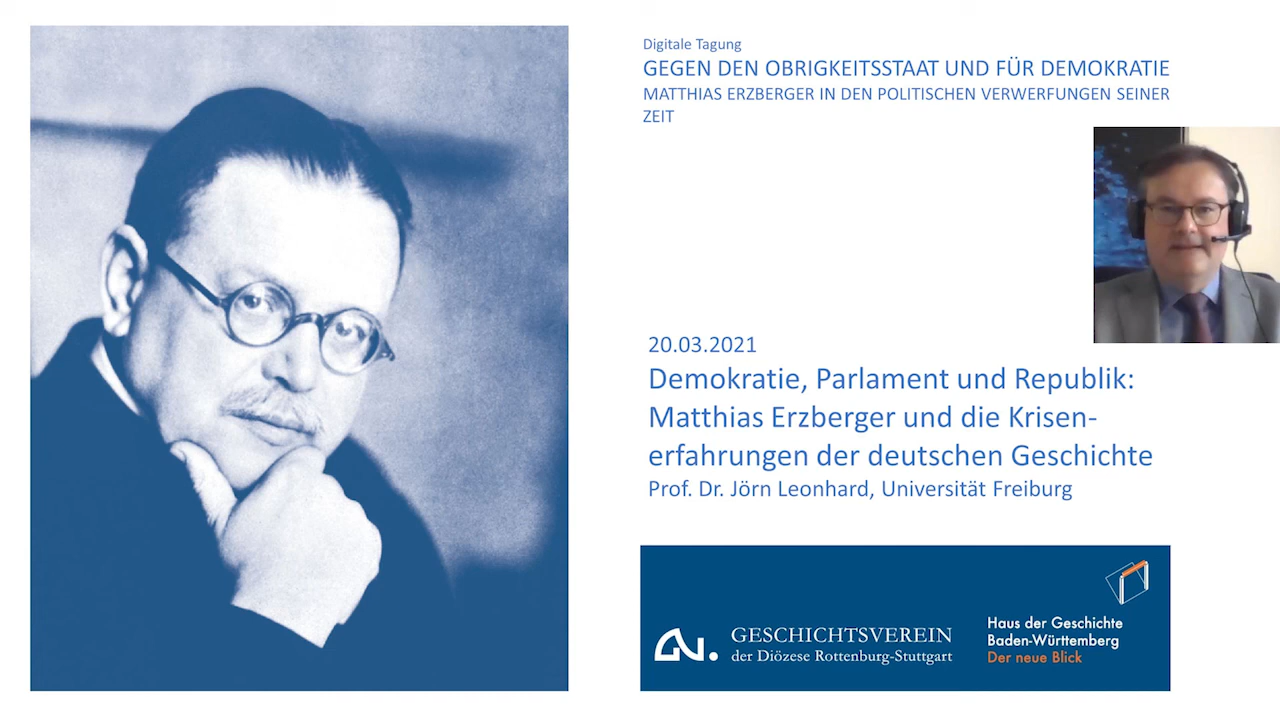 Digitale Tagung
GEGEN DEN OBRIGKEITSSTAAT UND FÜR DEMOKRATIE
MATTHIAS ERZBERGER IN DEN POLITISCHEN VERWERFUNGEN SEINER
ZEIT
20.03.2021
Demokratie, Parlament und Republik:
Matthias Erzberger und die Krisen-
erfahrungen der deutschen Geschichte
Prof. Dr. Jörn Leonhard, Universität Freiburg
GESCHICHTSVEREIN
der Diözese Rottenburg-Stuttgart
Haus der Geschichte
Baden-Württemberg
Der neue Blick